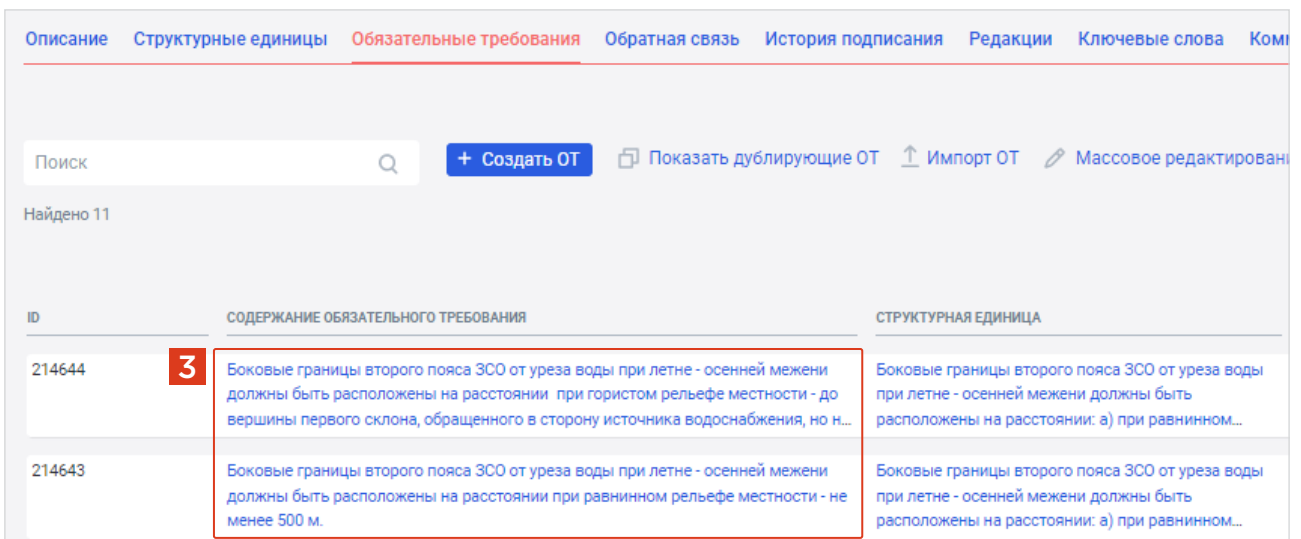 Описание Структурные единицы Обязательные требования Обратная связь История подписания Редакции Ключевые слова
Поиск + Создать ОТ Показать дублирующие ОТ Импорт ОТ Массовое
Найдено 11
ID СОДЕРЖАНИЕ ОБЯЗАТЕЛЬНОГО ТРЕБОВАНИЯ СТРУКТУРНАЯ ЕДИНИЦА
214644 3 Боковые границы второго пояса ЗСО от уреза воды при летне - осенней межени Боковые границы второго пояса ЗСО от уреза воды
должны быть расположены на расстоянии при гористом рельефе местности - до при летне - осенней межени должны быть
вершины первого склона, обращенного в сторону источника водоснабжения, но н... расположены на расстоянии: а) при равнинном...
214643 Боковые границы второго пояса ЗСО от уреза воды при летне - осенней межени Боковые границы второго пояса ЗСО от уреза воды
должны быть расположены на расстоянии при равнинном рельефе местности - не при летне - осенней межени должны быть
менее 500 м. расположены на расстоянии: а) при равнинном...